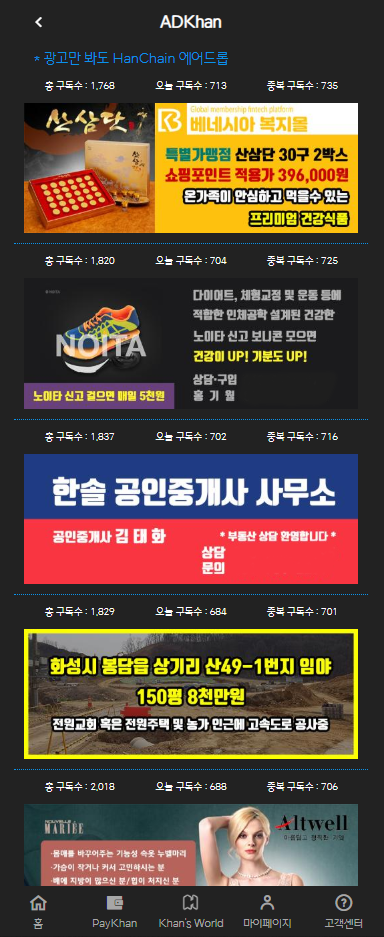 ADKhan
* 광고만 봐도 HanChain 에어드롭
총 구독수 : 1,768 오늘 구독수 : 713 중복 구독수 : 735
산삼단
Global membership fintech platform
베네시아 복지몰
특별가맹점 산삼단 30구 2박스
쇼핑포인트 적용가 396,000원
온가족이 안심하고 먹을수 있는
프리미엄 건강식품
총 구독수 : 1,820 오늘 구독수 : 704 중복 구독수 : 725
다이어트, 체형교정 및 운동 등에
적합한 인체공학 설계된 건강한
노이타 신고 보니콘 모으면
건강이 UP! 기분도 UP!
NOITA
상담·구입
홍 기 월
노이타 신고 걸으면 매일 5천원
총 구독수 : 1,837 오늘 구독수 : 702 중복 구독수 : 716
한솔 공인중개사 사무소
공인중개사 김 태 화 * 부동산 상담 환영합니다 *
상담
문의
총 구독수 : 1,829 오늘 구독수 : 684 중복 구독수 : 701
화성시 봉담읍 상기리 산49-1번지 임야
150평 8천만원
전원교회 혹은 전원주택 및 농가 인근에 고속도로 공사중
총 구독수 : 2,018 오늘 구독수 : 688 중복 구독수 : 706
NOUVELLE
MARIÉE
Altwell
아름답고 정직한 기업
·몸매를 바꾸어주는 기능성 속옷 누벨마리에
·가슴이 작거나 커서 고민하시는 분
·배에 지방이 많으신 분/힙이 처지신 분
홈 PayKhan Khan's World 마이페이지 고객센터